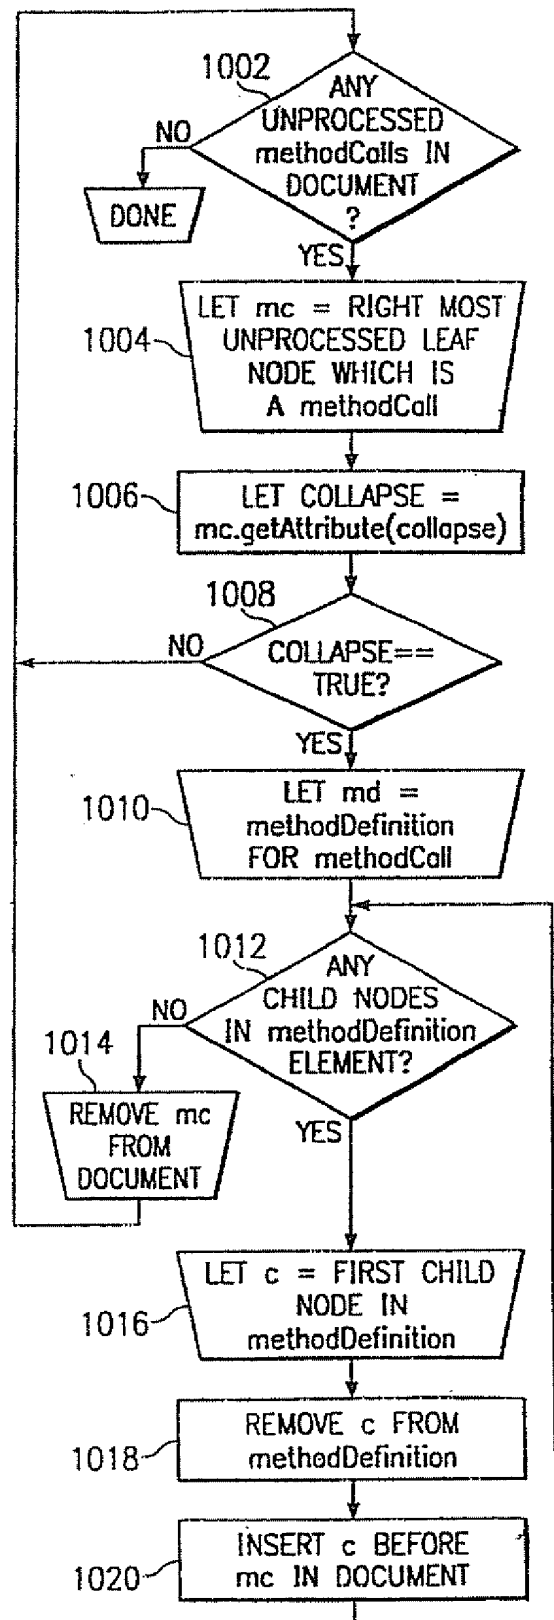 1002
ANY
UNPROCESSED
methodCalls IN
DOCUMENT
?
NO
DONE
YES
1004
LET mc = RIGHT MOST
UNPROCESSED LEAF
NODE WHICH IS
A methodCall
1006
LET COLLAPSE =
mc.getAttribute(collapse)
1008
NO
COLLAPSE==
TRUE?
YES
1010
LET md =
methodDefinition
FOR methodCall
1012
ANY
CHILD NODES
IN methodDefinition
ELEMENT?
NO
1014
REMOVE mc
FROM
DOCUMENT
YES
1016
LET c = FIRST CHILD
NODE IN
methodDefinition
1018
REMOVE c FROM
methodDefinition
1020
INSERT c BEFORE
mc IN DOCUMENT